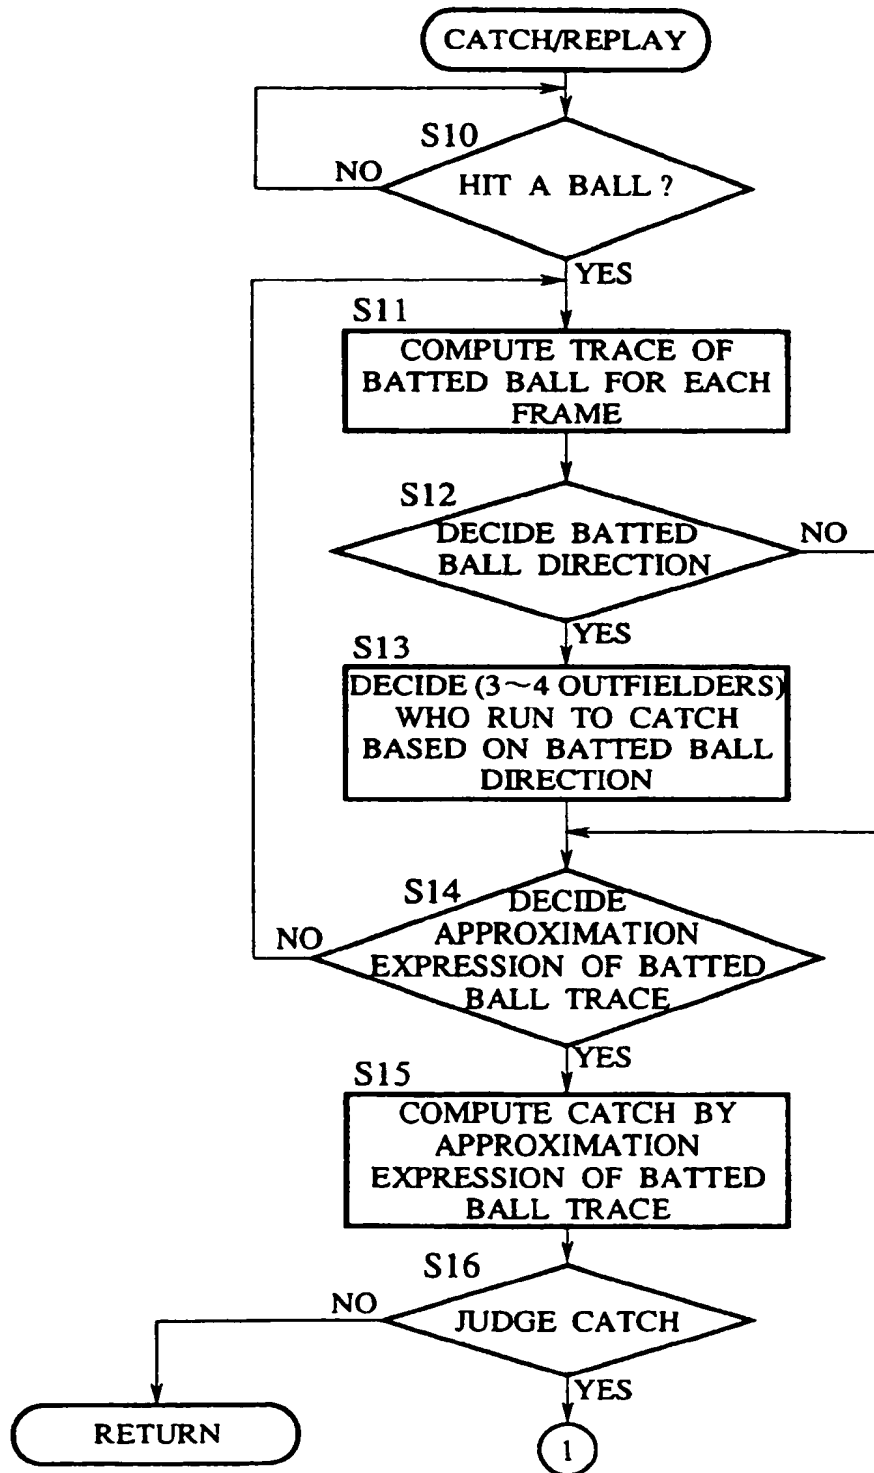 CATCH/REPLAY
S10
NO
HIT A BALL ?
YES
S11
COMPUTE TRACE OF
BATTED BALL FOR EACH
FRAME
S12
DECIDE BATTED
BALL DIRECTION
NO
YES
S13
DECIDE (3～4 OUTFIELDERS)
WHO RUN TO CATCH
BASED ON BATTED BALL
DIRECTION
S14
DECIDE
APPROXIMATION
EXPRESSION OF BATTED
BALL TRACE
NO
YES
S15
COMPUTE CATCH BY
APPROXIMATION
EXPRESSION OF BATTED
BALL TRACE
S16
NO
JUDGE CATCH
YES
RETURN
1